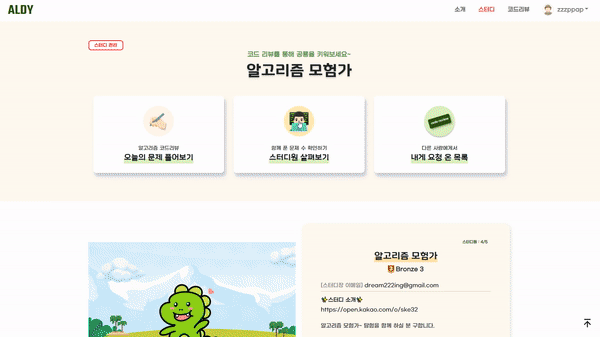 ALDY
소개
스터디
코드리뷰
zzzppap
스터디 관리
코드 리뷰를 통해 공룡을 키워보세요~
알고리즘 모험가
알고리즘 코드리뷰
오늘의 문제 풀어보기
함께 푼 문제 수 확인하기
스터디원 살펴보기
다른 사람에게서
내게 요청 온 목록
스터디원 : 4/5
알고리즘 모험가
Bronze 3
(스터디장 이메일) dream222ing@gmail.com
스터디 소개
https://open.kakao.com/o/ske32
알고리즘 모험가~ 탐험을 함께 하실 분 구합니다.